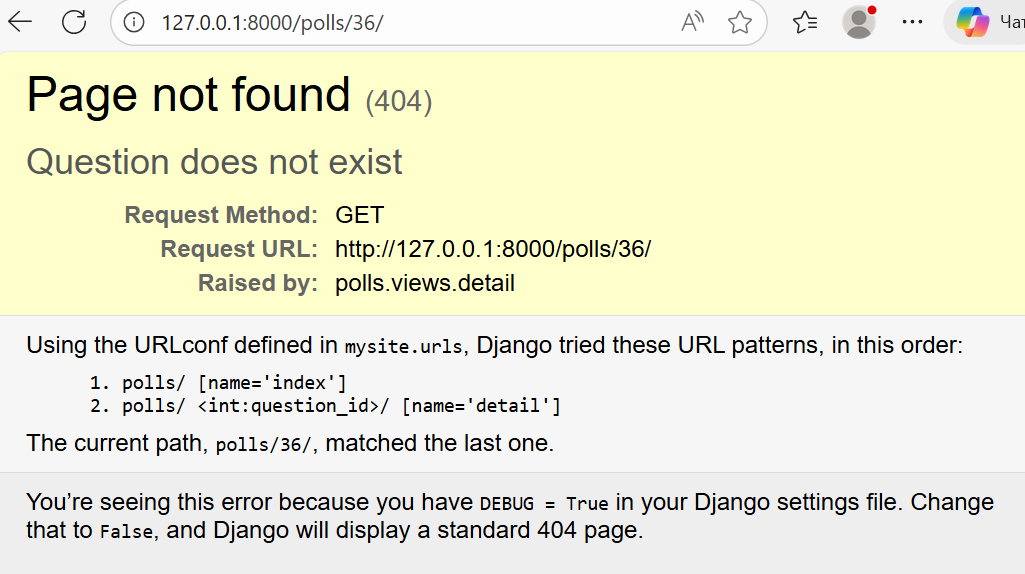 127.0.0.1:8000/polls/36/
Page not found (404)
Question does not exist
Request Method: GET
Request URL: http://127.0.0.1:8000/polls/36/
Raised by: polls.views.detail
Using the URLconf defined in mysite.urls, Django tried these URL patterns, in this order:
1. polls/ [name='index']
2. polls/ <int:question_id>/ [name='detail']
The current path, polls/36/, matched the last one.
You’re seeing this error because you have DEBUG = True in your Django settings file. Change
that to False, and Django will display a standard 404 page.